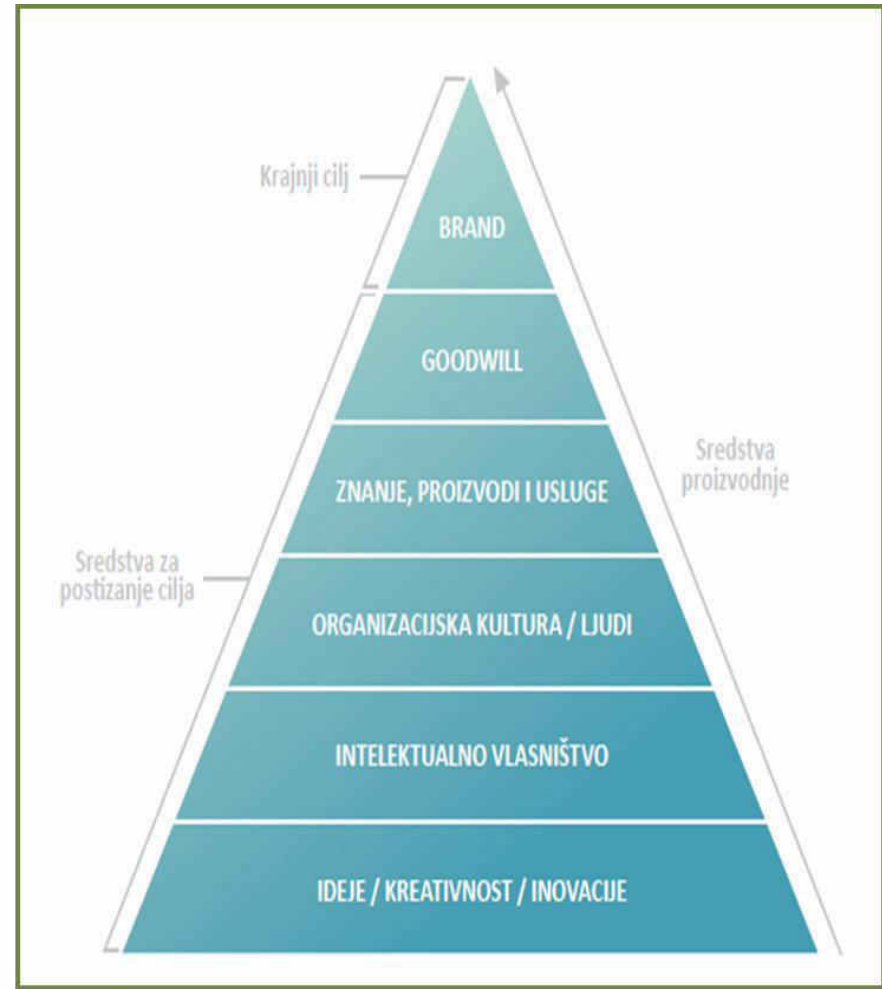 Krajnji cilj
BRAND
GOODWILL
Sredstva
proizvodnje
ZNANJE, PROIZVODI I USLUGE
Sredstva za
postizanje cilja
ORGANIZACIJSKA KULTURA / LJUDI
INTELEKTUALNO VLASNIŠTVO
IDEJE / KREATIVNOST / INOVACIJE